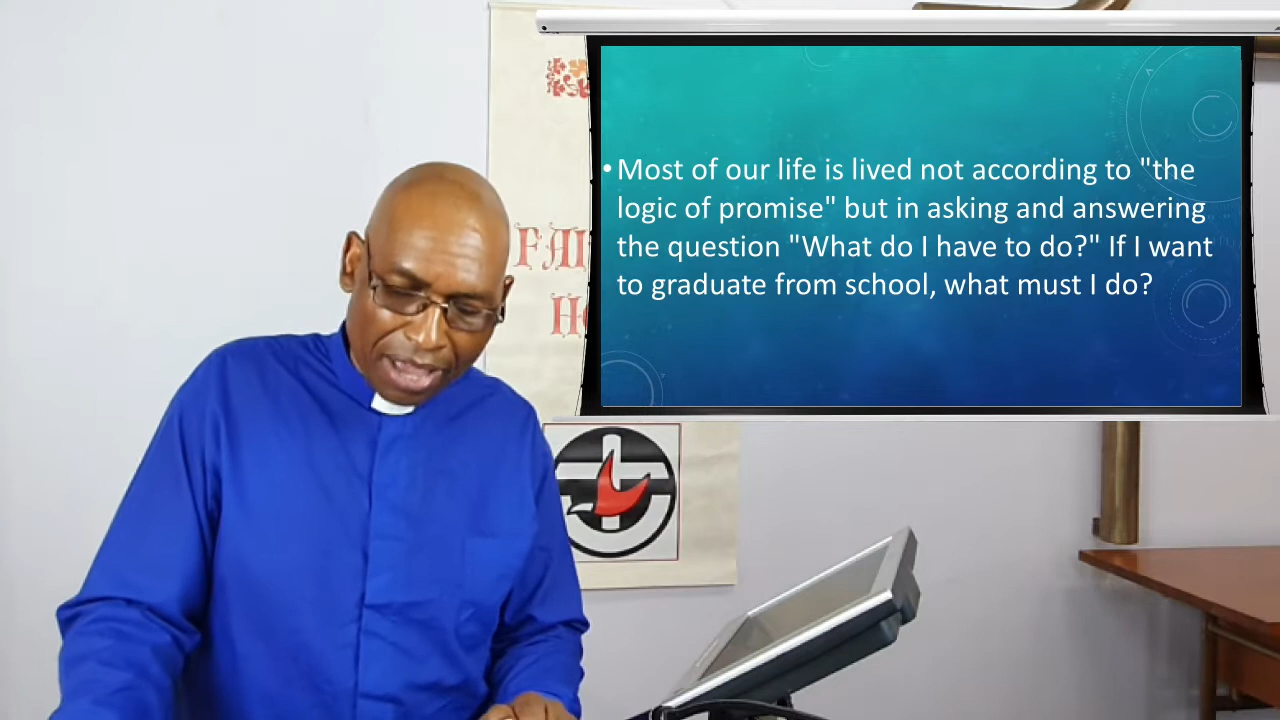 • Most of our life is lived not according to "the
logic of promise" but in asking and answering
the question "What do I have to do?" If I want
to graduate from school, what must I do?
FAI
H